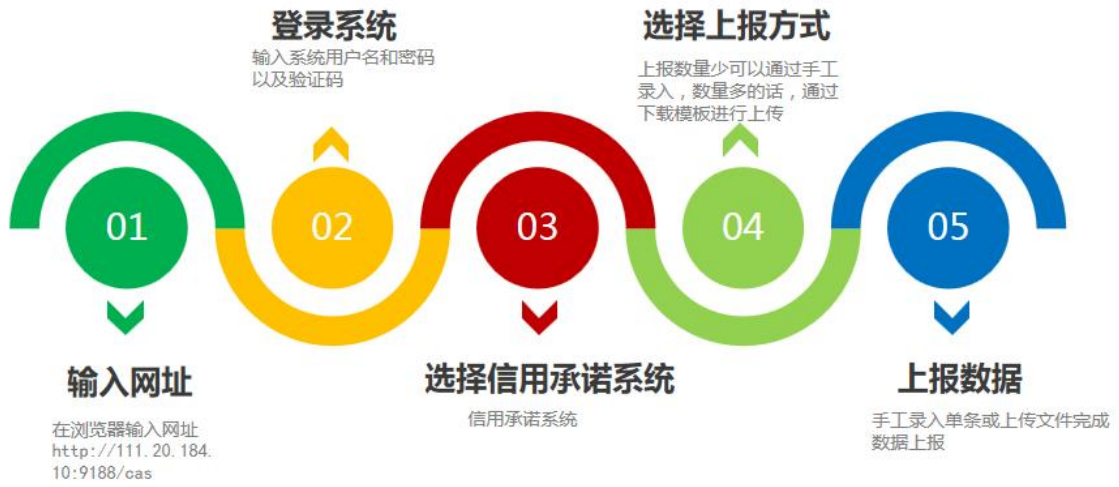 登录系统
输入系统用户名和密码
以及验证码
选择上报方式
上报数量少可以通过手工
录入，数量多的话，通过
下载模板进行上传
01
02
03
04
05
输入网址
在浏览器输入网址
http://111.20.184.
10:9188/cas
选择信用承诺系统
信用承诺系统
上报数据
手工录入单条或上传文件完成
数据上报